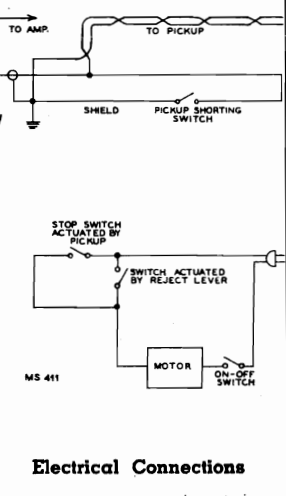 TO AMP.
TO PICKUP
SHIELD
PICKUP SHORTING
SWITCH
STOP SWITCH
ACTUATED BY
PICKUP
SWITCH ACTUATED
BY REJECT LEVER
MOTOR
ON-OFF
SWITCH
MS 411
Electrical Connections